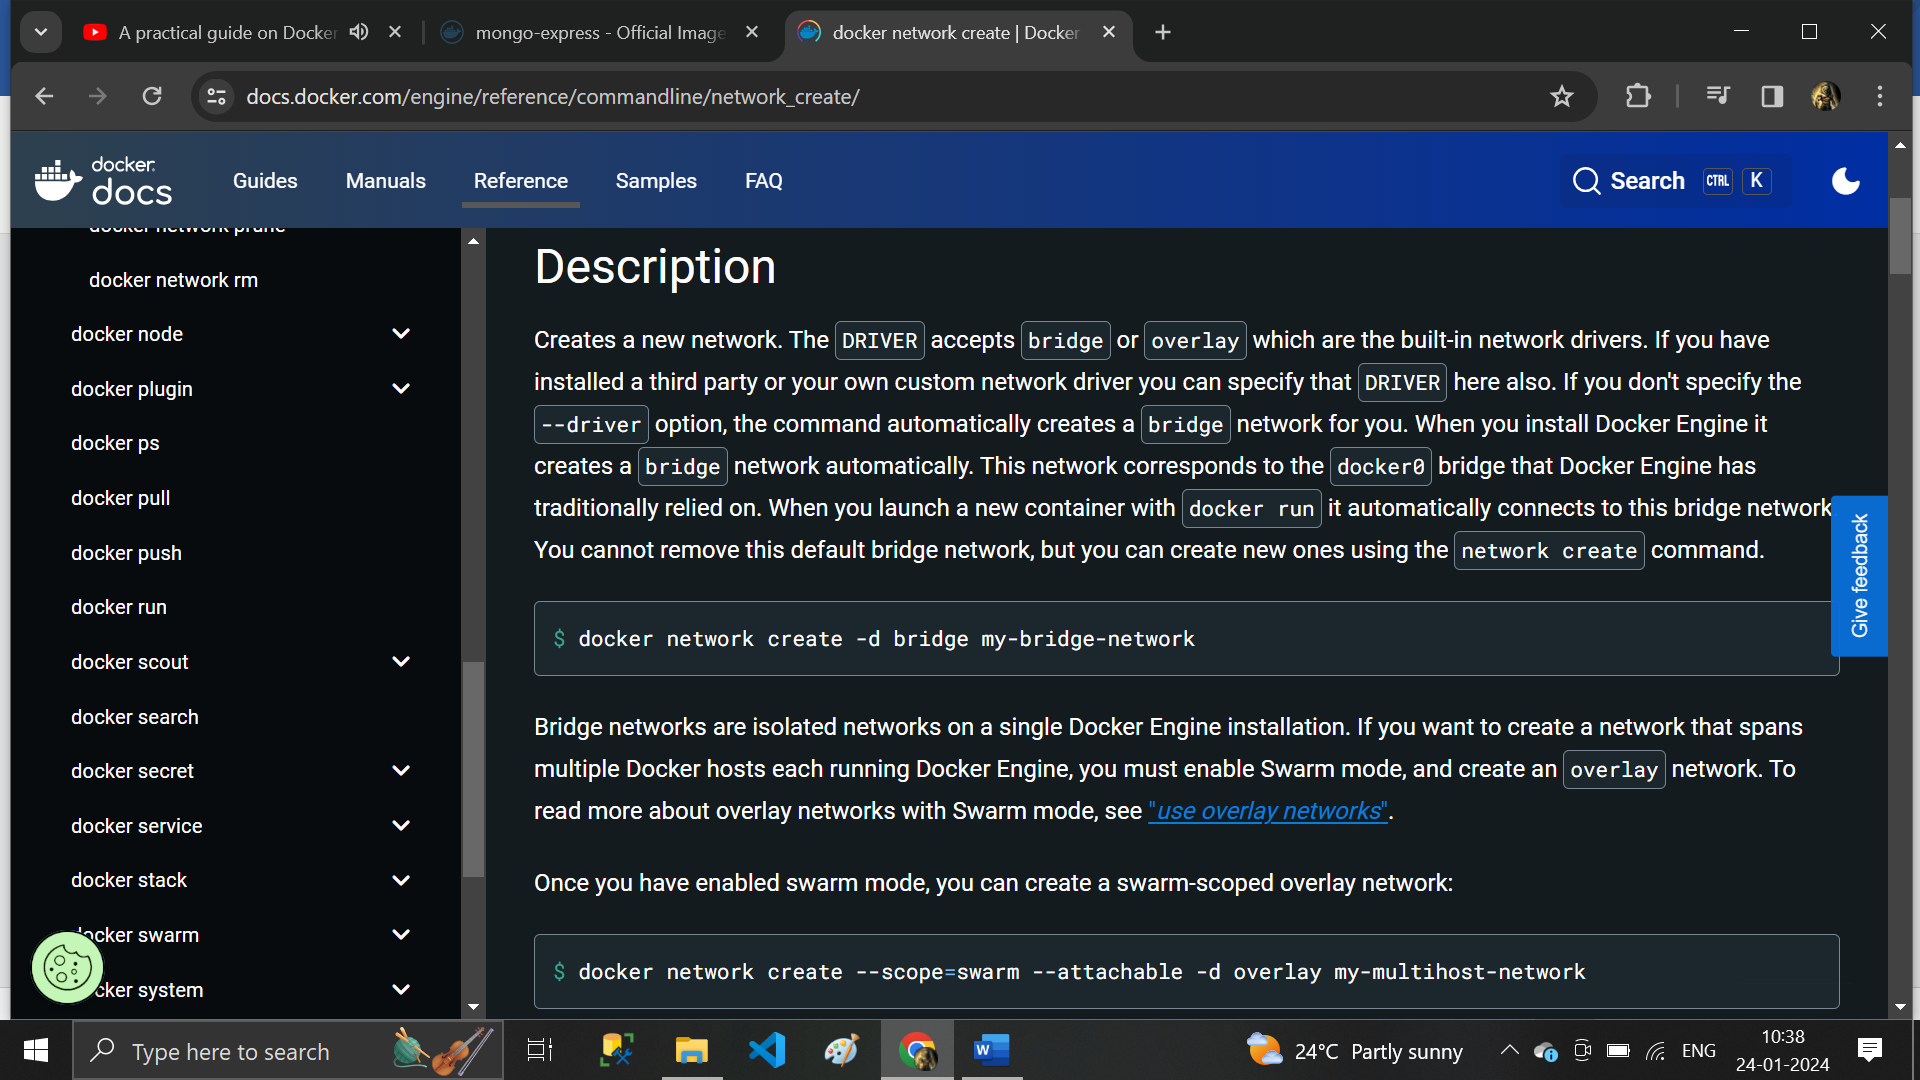 A practical guide on Docker
mongo-express - Official Image
docker network create | Docker
docs.docker.com/engine/reference/commandline/network_create/
docker docs
Guides
Manuals
Reference
Samples
FAQ
Search CTRL K
docker network prune
docker network rm
docker node
docker plugin
docker ps
docker pull
docker push
docker run
docker scout
docker search
docker secret
docker service
docker stack
docker swarm
docker system
Description
Creates a new network. The DRIVER accepts bridge or overlay which are the built-in network drivers. If you have
installed a third party or your own custom network driver you can specify that DRIVER here also. If you don't specify the
--driver option, the command automatically creates a bridge network for you. When you install Docker Engine it
creates a bridge network automatically. This network corresponds to the docker0 bridge that Docker Engine has
traditionally relied on. When you launch a new container with docker run it automatically connects to this bridge network
You cannot remove this default bridge network, but you can create new ones using the network create command.
$ docker network create -d bridge my-bridge-network
Bridge networks are isolated networks on a single Docker Engine installation. If you want to create a network that spans
multiple Docker hosts each running Docker Engine, you must enable Swarm mode, and create an overlay network. To
read more about overlay networks with Swarm mode, see "use overlay networks".
Once you have enabled swarm mode, you can create a swarm-scoped overlay network:
$ docker network create --scope=swarm --attachable -d overlay my-multihost-network
Give feedback
Type here to search
24°C Partly sunny
ENG
10:38
24-01-2024